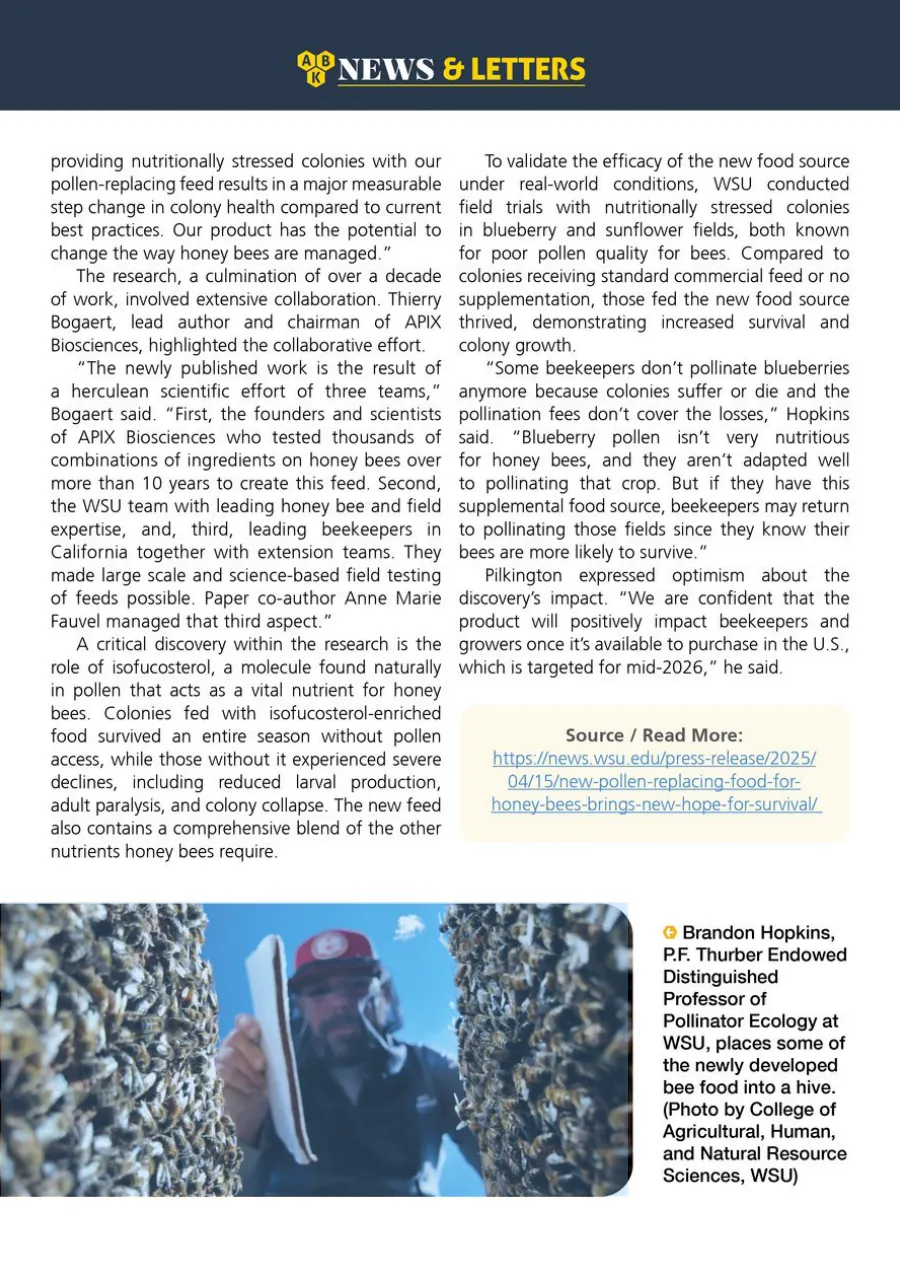 A B K NEWS & LETTERS
providing nutritionally stressed colonies with our
pollen-replacing feed results in a major measurable
step change in colony health compared to current
best practices. Our product has the potential to
change the way honey bees are managed.”
The research, a culmination of over a decade
of work, involved extensive collaboration. Thierry
Bogaert, lead author and chairman of APIX
Biosciences, highlighted the collaborative effort.
“The newly published work is the result of
a herculean scientific effort of three teams,”
Bogaert said. “First, the founders and scientists
of APIX Biosciences who tested thousands of
combinations of ingredients on honey bees over
more than 10 years to create this feed. Second,
the WSU team with leading honey bee and field
expertise, and, third, leading beekeepers in
California together with extension teams. They
made large scale and science-based field testing
of feeds possible. Paper co-author Anne Marie
Fauvel managed that third aspect.”
A critical discovery within the research is the
role of isofucosterol, a molecule found naturally
in pollen that acts as a vital nutrient for honey
bees. Colonies fed with isofucosterol-enriched
food survived an entire season without pollen
access, while those without it experienced severe
declines, including reduced larval production,
adult paralysis, and colony collapse. The new feed
also contains a comprehensive blend of the other
nutrients honey bees require.
To validate the efficacy of the new food source
under real-world conditions, WSU conducted
field trials with nutritionally stressed colonies
in blueberry and sunflower fields, both known
for poor pollen quality for bees. Compared to
colonies receiving standard commercial feed or no
supplementation, those fed the new food source
thrived, demonstrating increased survival and
colony growth.
“Some beekeepers don’t pollinate blueberries
anymore because colonies suffer or die and the
pollination fees don’t cover the losses,” Hopkins
said. “Blueberry pollen isn’t very nutritious
for honey bees, and they aren’t adapted well
to pollinating that crop. But if they have this
supplemental food source, beekeepers may return
to pollinating those fields since they know their
bees are more likely to survive.”
Pilkington expressed optimism about the
discovery’s impact. “We are confident that the
product will positively impact beekeepers and
growers once it’s available to purchase in the U.S.,
which is targeted for mid-2026,” he said.
Source / Read More:
https://news.wsu.edu/press-release/2025/
04/15/new-pollen-replacing-food-for-
honey-bees-brings-new-hope-for-survival/
Brandon Hopkins,
P.F. Thurber Endowed
Distinguished
Professor of
Pollinator Ecology at
WSU, places some of
the newly developed
bee food into a hive.
(Photo by College of
Agricultural, Human,
and Natural Resource
Sciences, WSU)